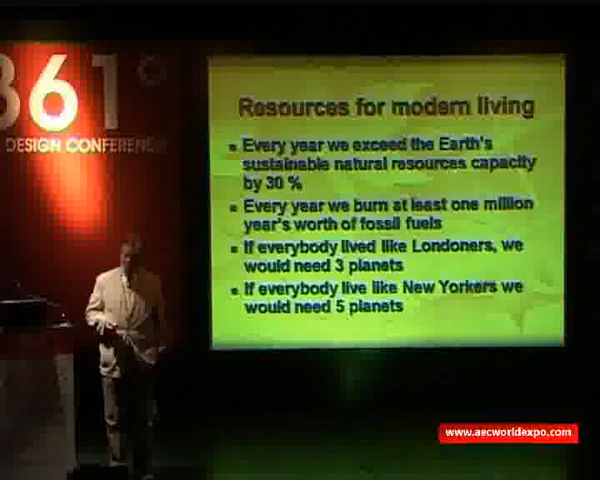 361°
DESIGN CONFERENCE
Resources for modern living
Every year we exceed the Earth's
sustainable natural resources capacity
by 30 %
Every year we burn at least one million
year's worth of fossil fuels
If everybody lived like Londoners, we
would need 3 planets
If everybody live like New Yorkers we
would need 5 planets
www.aecworldexpo.com